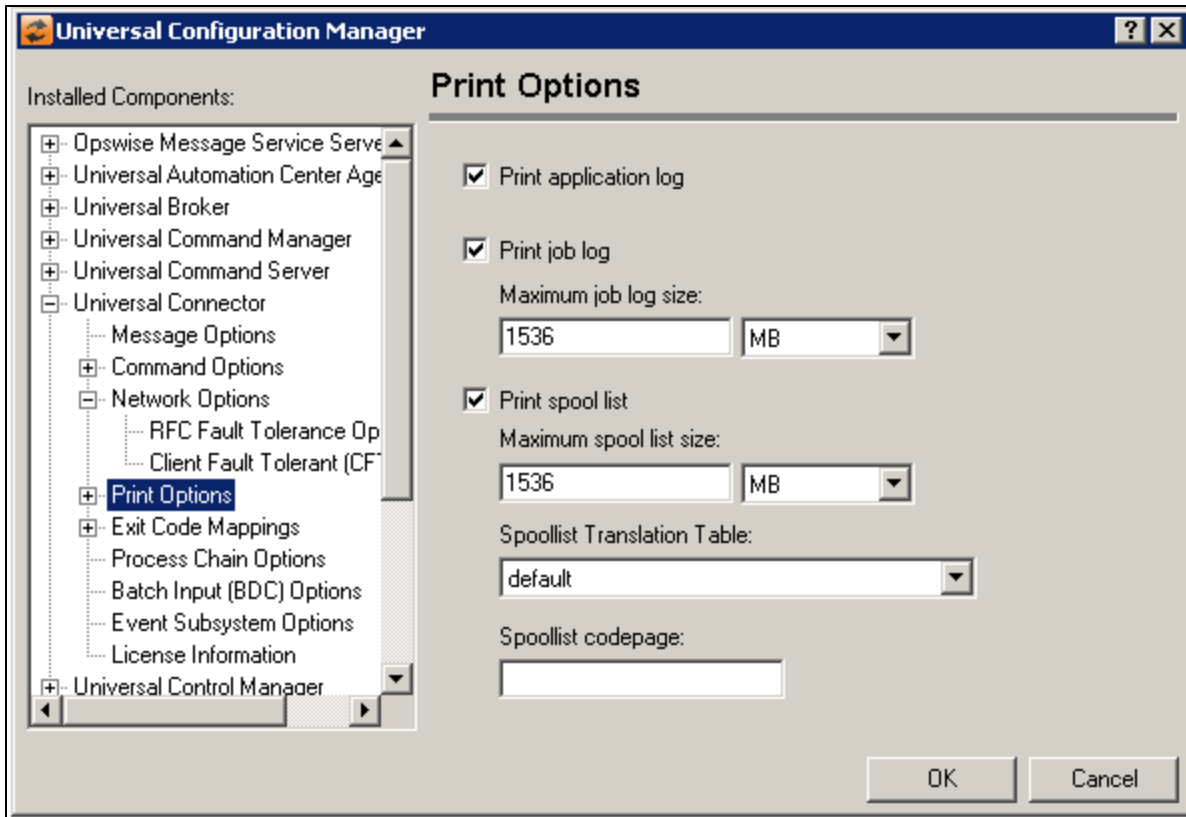 Universal Configuration Manager
Installed Components:
Opswise Message Service Serve
Universal Automation Center Age
Universal Broker
Universal Command Manager
Universal Command Server
Universal Connector
Message Options
Command Options
Network Options
RFC Fault Tolerance Op
Client Fault Tolerant (CFT
Print Options
Exit Code Mappings
Process Chain Options
Batch Input (BDC) Options
Event Subsystem Options
License Information
Universal Control Manager
Print Options
Print application log
Print job log
Maximum job log size:
1536 MB
Print spool list
Maximum spool list size:
1536 MB
Spoollist Translation Table:
default
Spoollist codepage:
OK Cancel